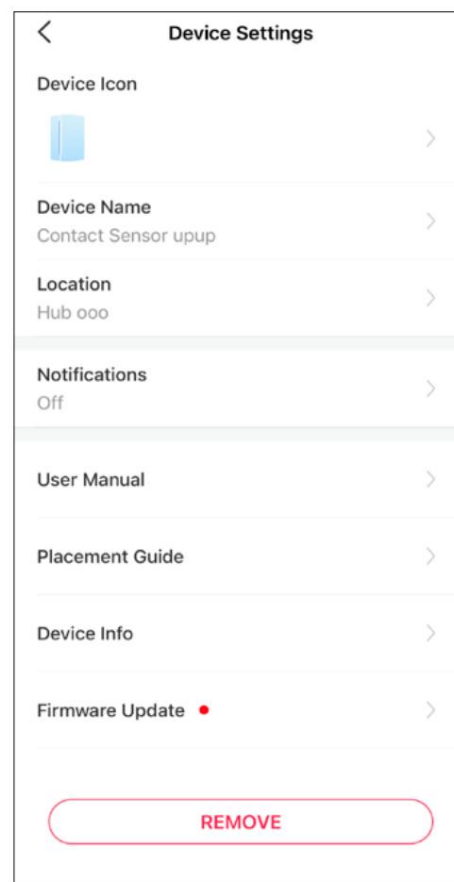 Device Settings
Device Icon
Device Name
Contact Sensor upup
Location
Hub ooo
Notifications
Off
User Manual
Placement Guide
Device Info
Firmware Update
REMOVE